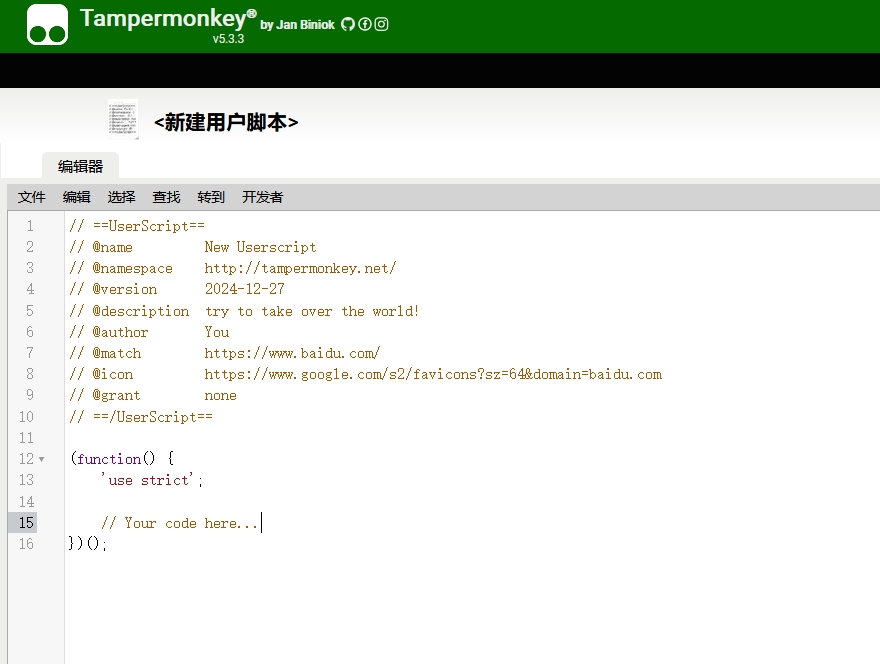 Tampermonkey® by Jan Biniok
v5.3.3
<新建用户脚本>
编辑器
文件 编辑 选择 查找 转到 开发者
1 // ==UserScript==
2 // @name         New Userscript
3 // @namespace    http://tampermonkey.net/
4 // @version      2024-12-27
5 // @description  try to take over the world!
6 // @author       You
7 // @match        https://www.baidu.com/
8 // @icon         https://www.google.com/s2/favicons?sz=64&domain=baidu.com
9 // @grant        none
10 // ==/UserScript==
11
12 (function() {
13     'use strict';
14
15     // Your code here...
16 })();